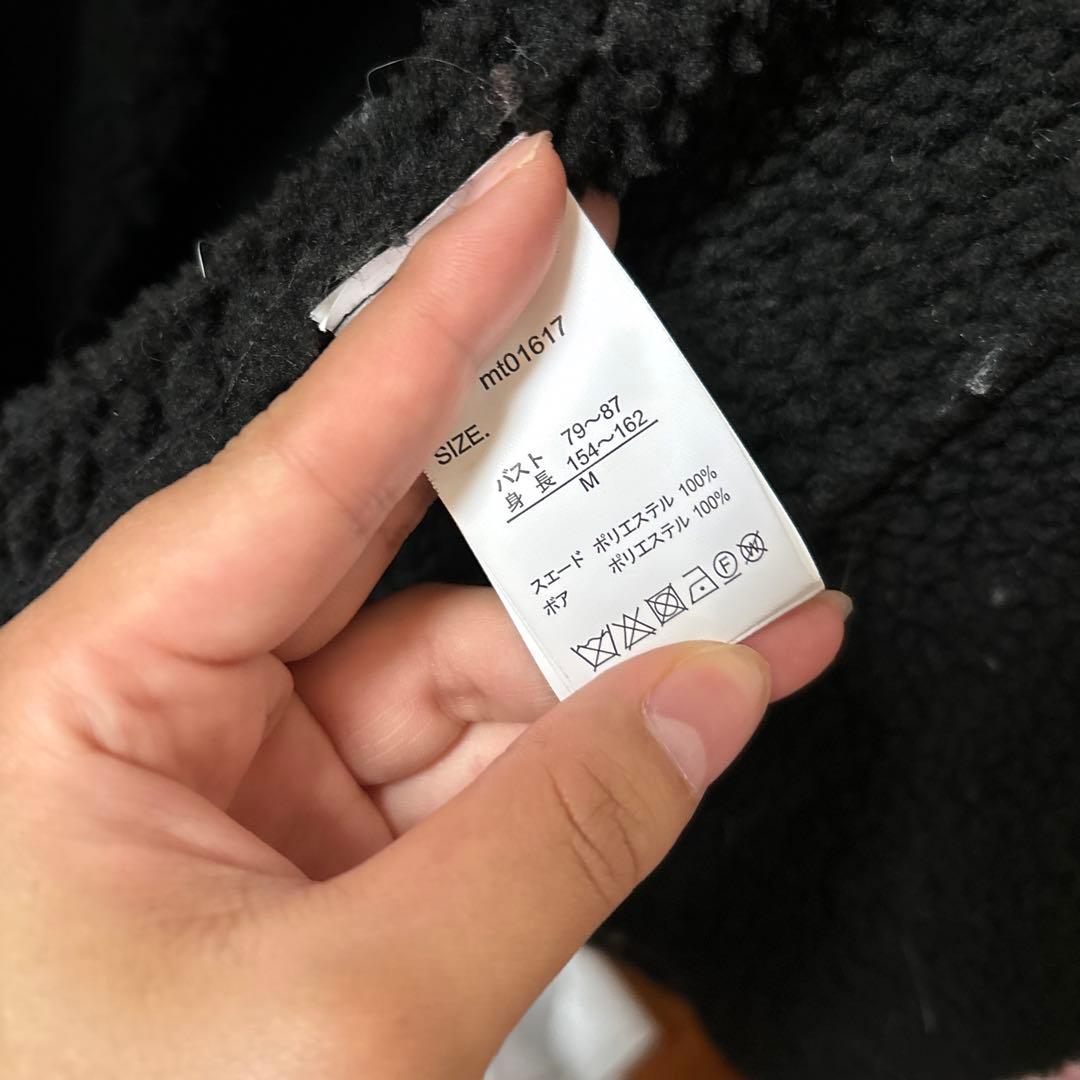 mt01617
SIZE.
バスト 79～87
身 長 154～162
M
スエード ポリエステル 100%
ボア ポリエステル 100%
F W